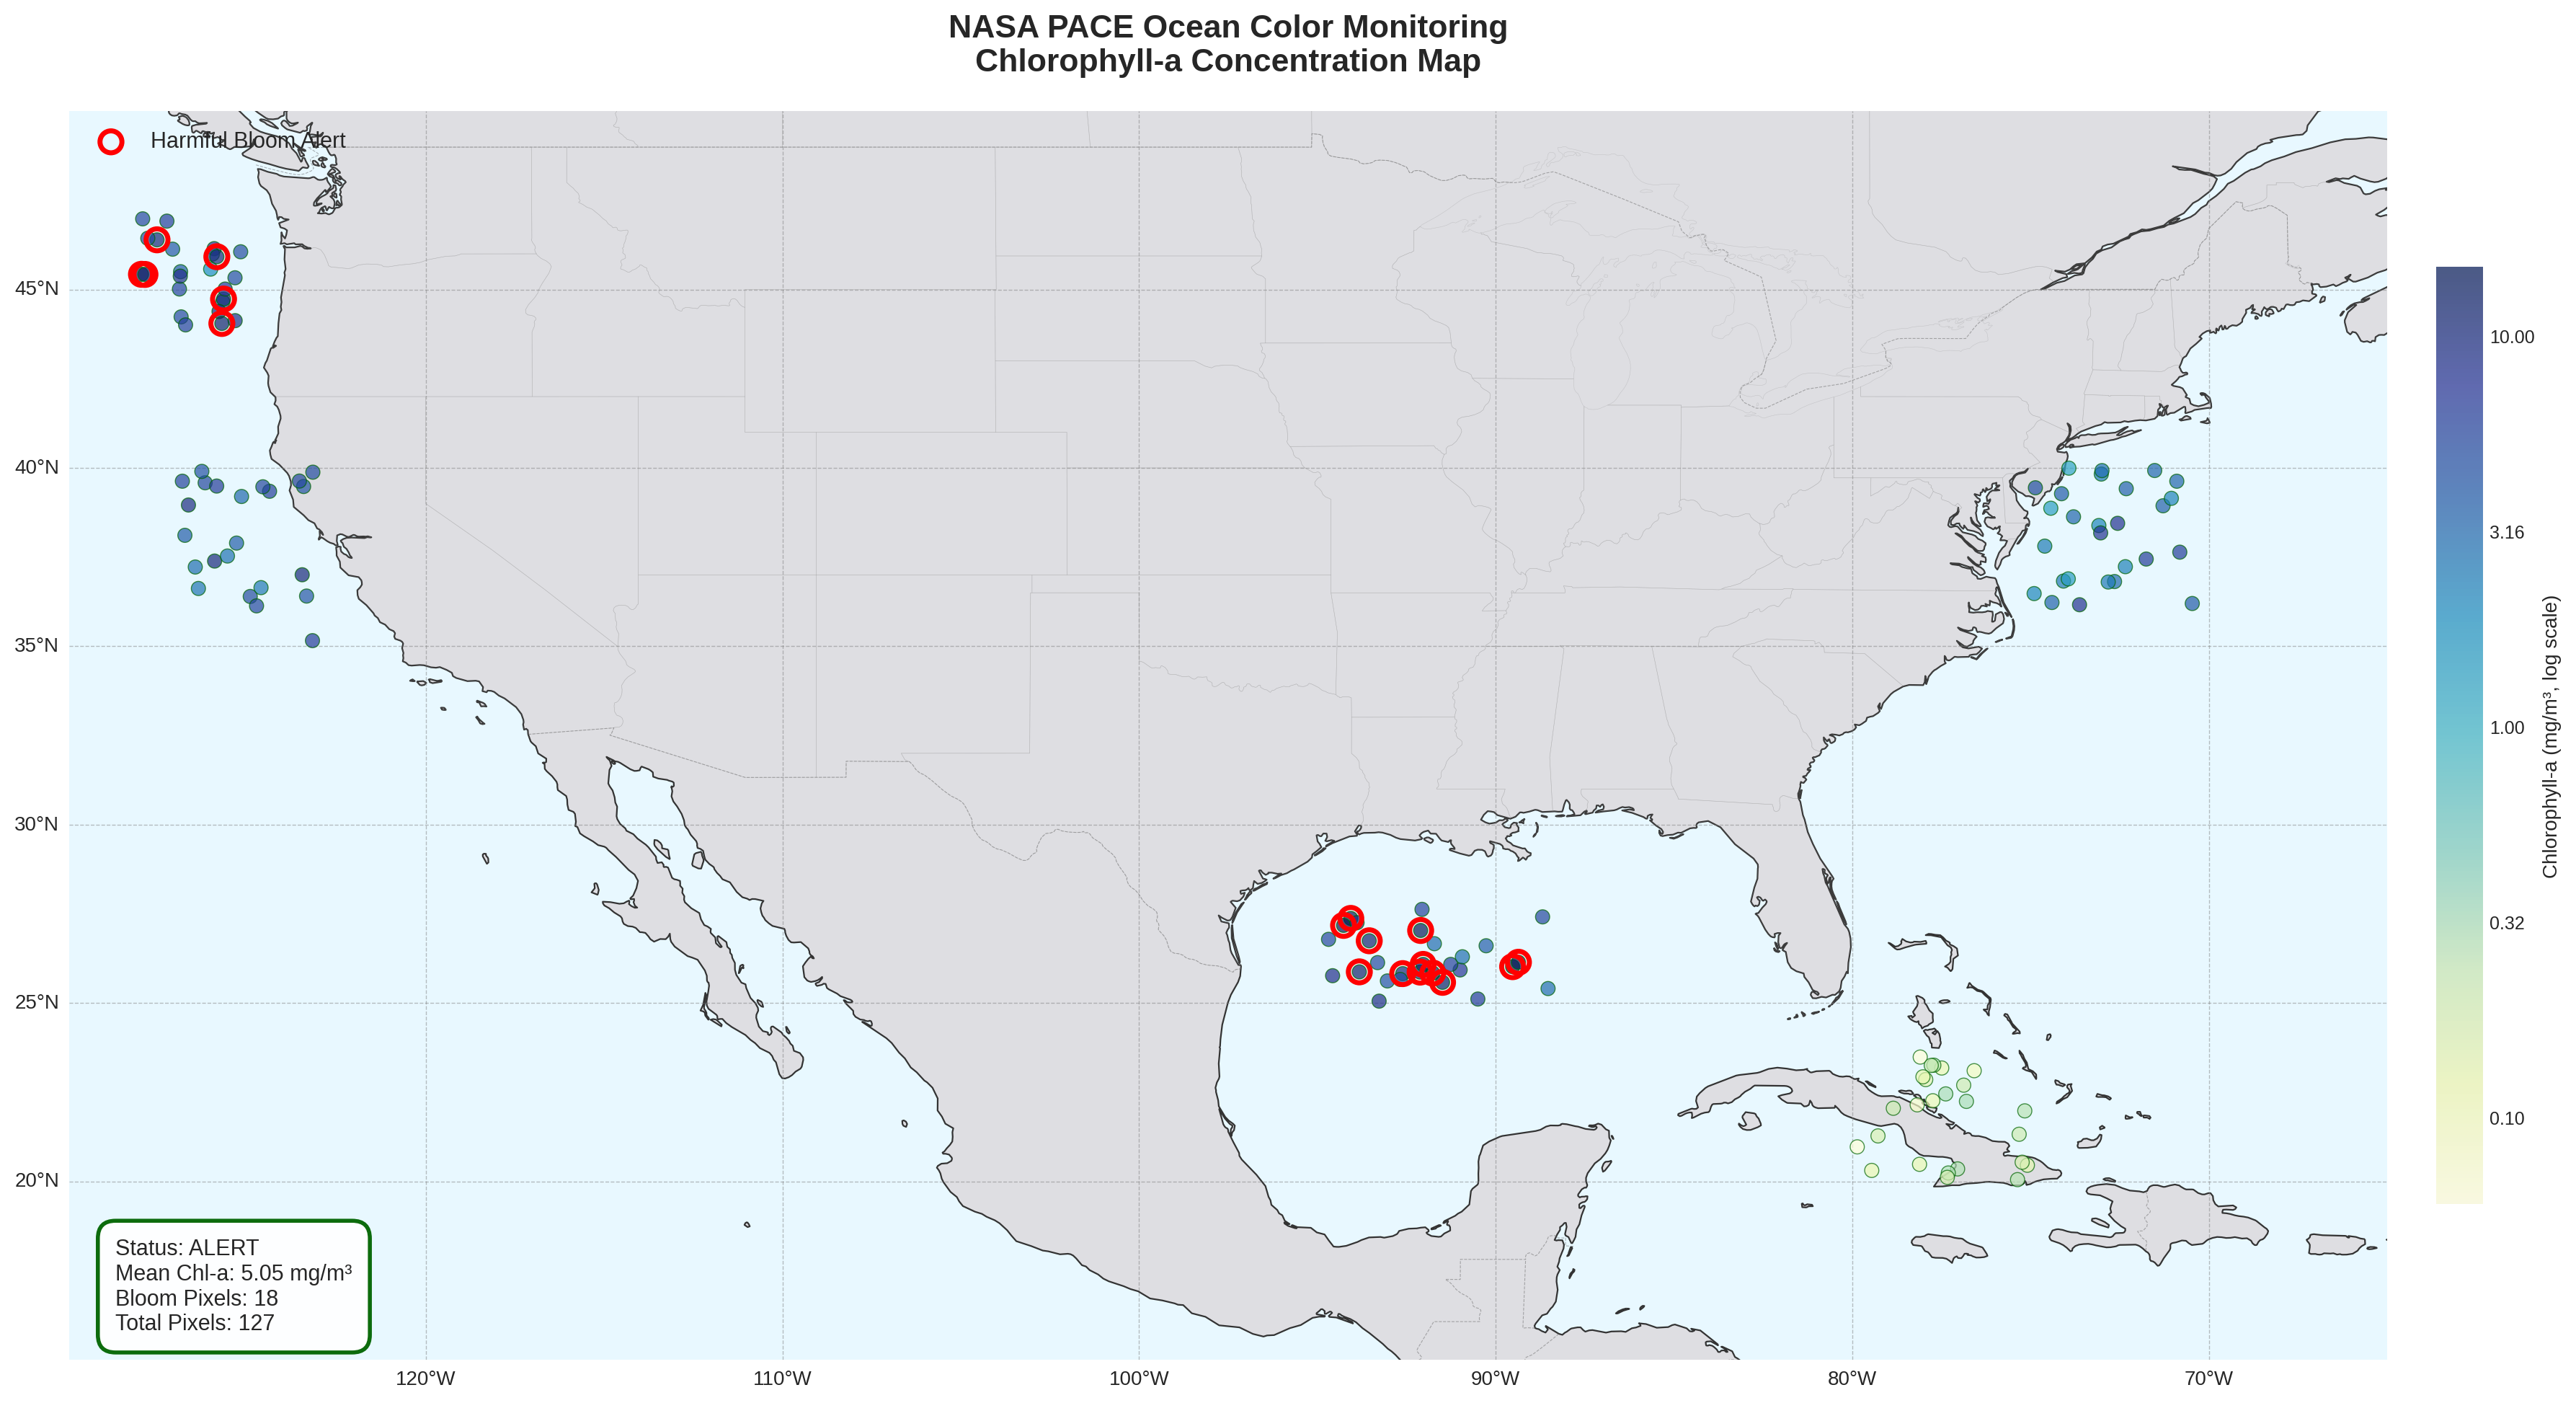 NASA PACE Ocean Color Monitoring
Chlorophyll-a Concentration Map
Harmful Bloom Alert
45°N
40°N
35°N
30°N
25°N
20°N
120°W
110°W
100°W
90°W
80°W
70°W
Status: ALERT
Mean Chl-a: 5.05 mg/m³
Bloom Pixels: 18
Total Pixels: 127
10.00
3.16
1.00
0.32
0.10
Chlorophyll-a (mg/m³, log scale)